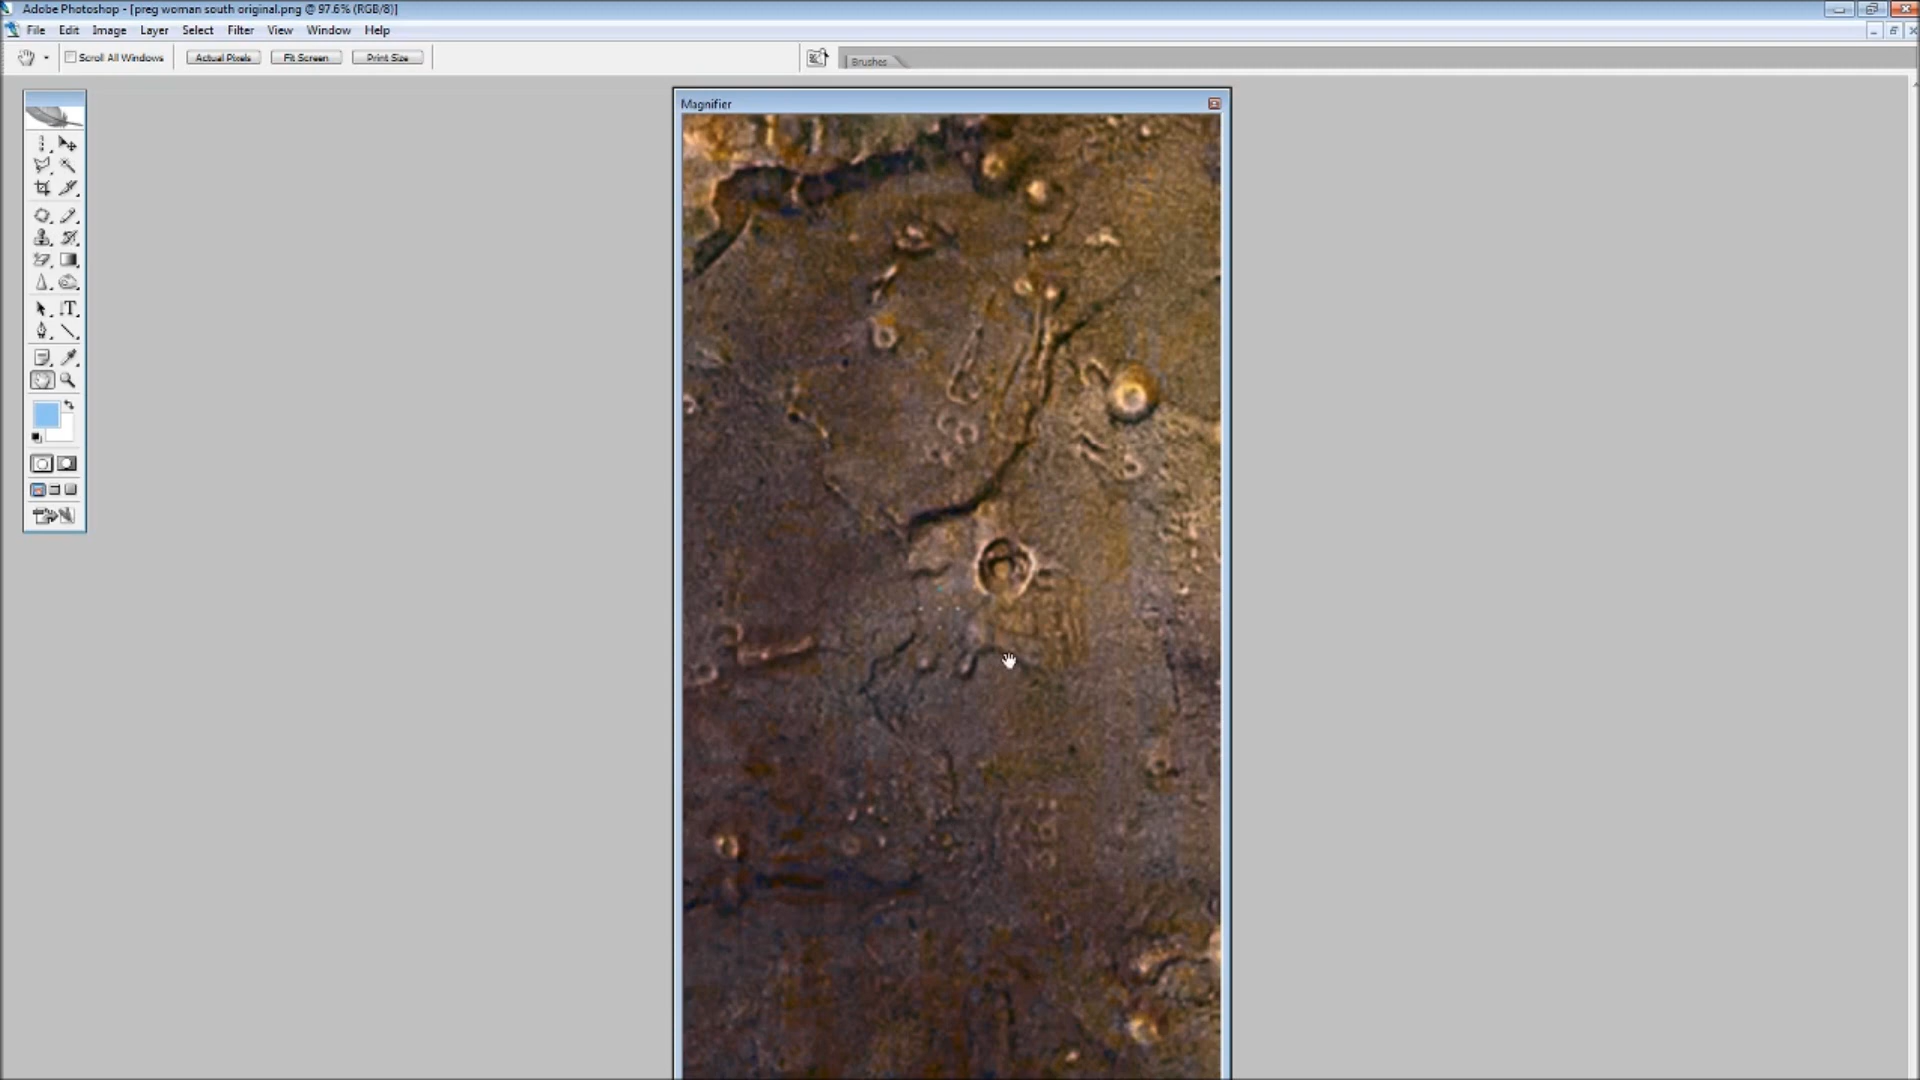 Adobe Photoshop - [preg woman south original.png @ 97.6% (RGB/8)]
File Edit Image Layer Select Filter View Window Help
Scroll All Windows Actual Pixels Fit Screen Print Size Brushes
Magnifier